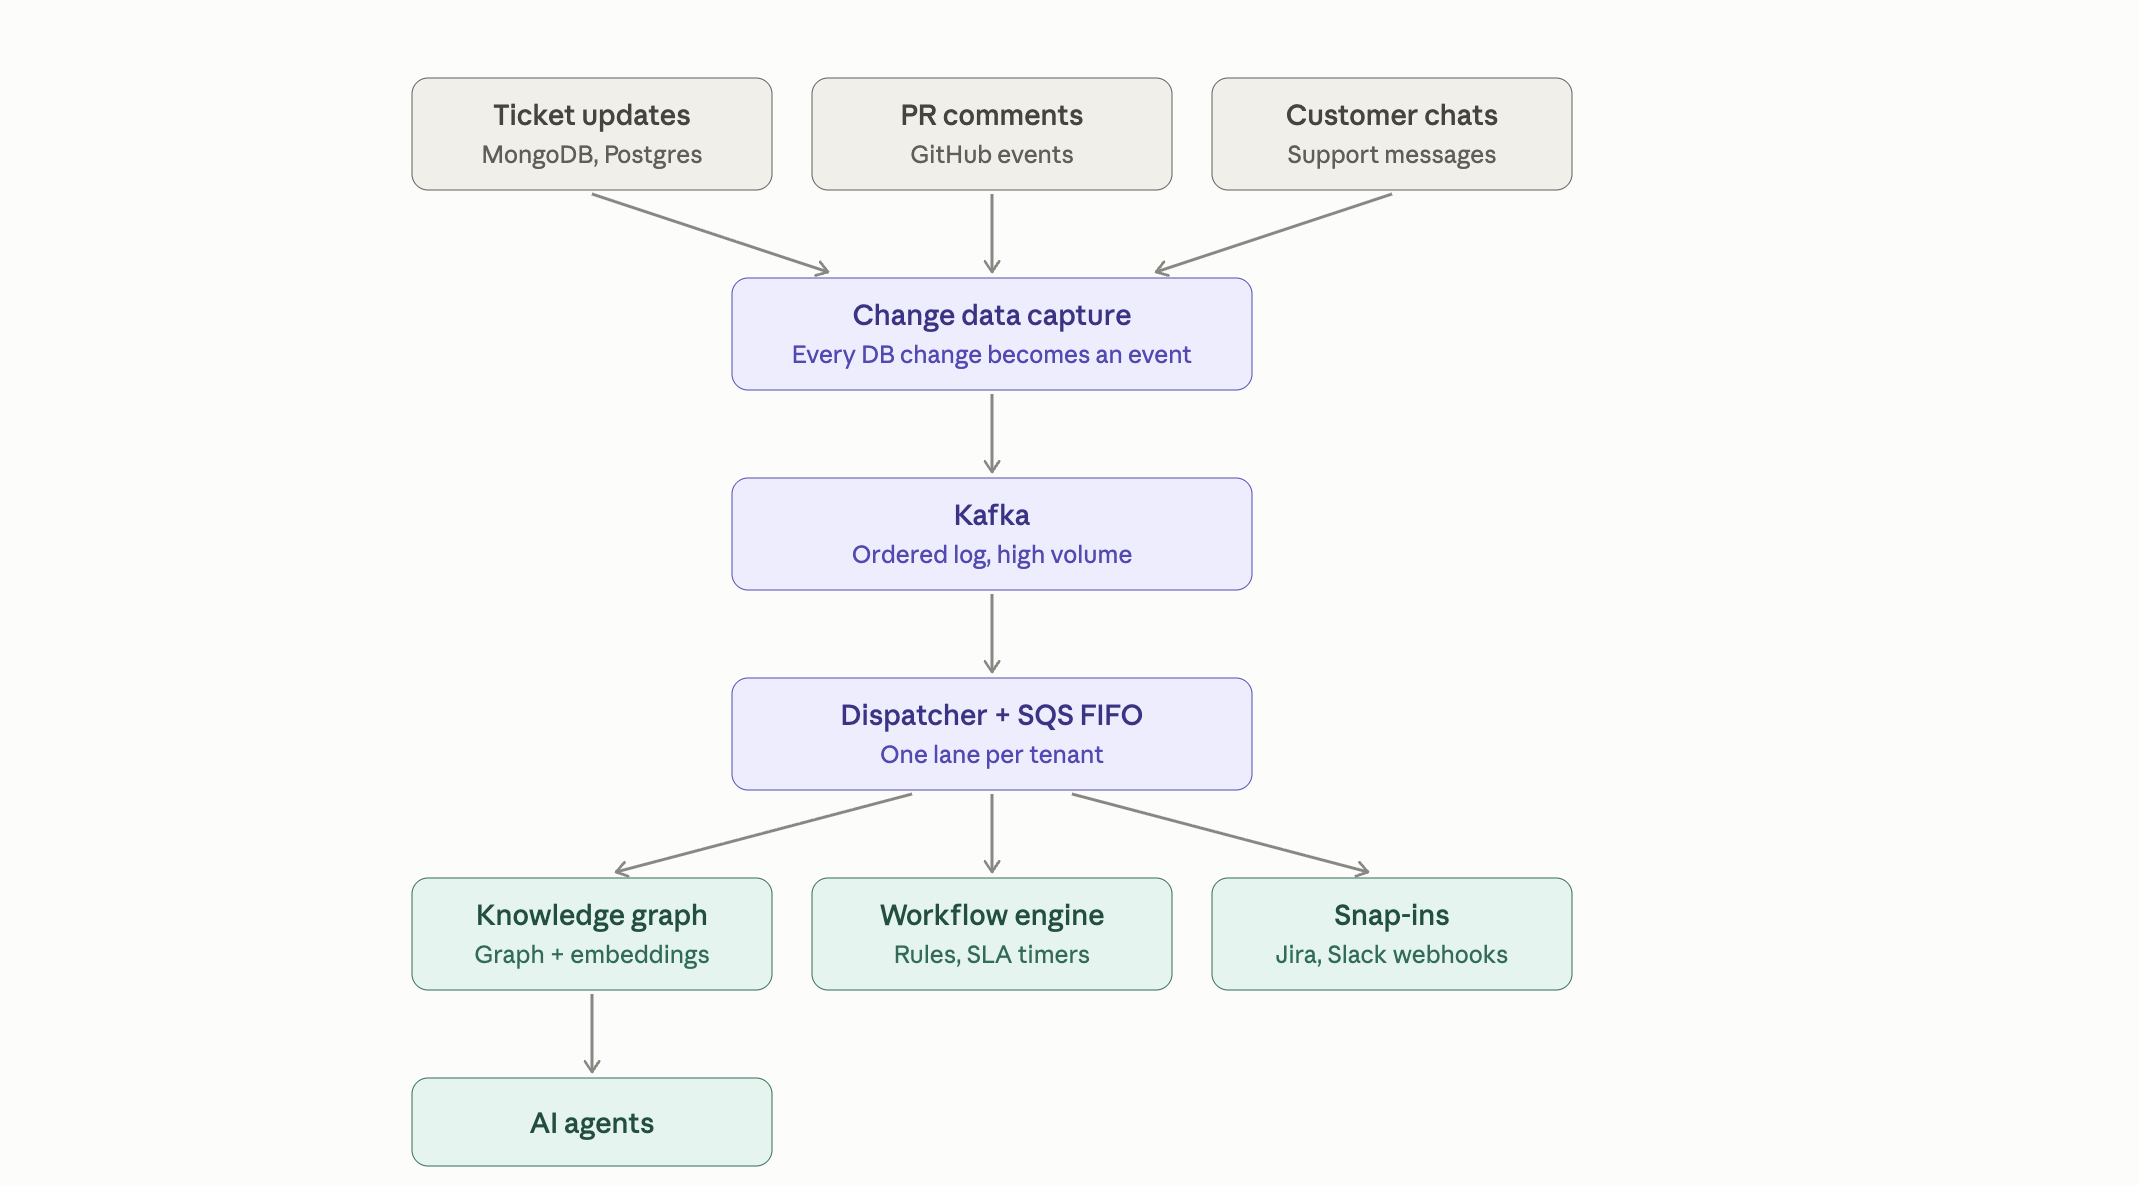 Ticket updates
MongoDB, Postgres
PR comments
GitHub events
Customer chats
Support messages
Change data capture
Every DB change becomes an event
Kafka
Ordered log, high volume
Dispatcher + SQS FIFO
One lane per tenant
Knowledge graph
Graph + embeddings
Workflow engine
Rules, SLA timers
Snap-ins
Jira, Slack webhooks
AI agents